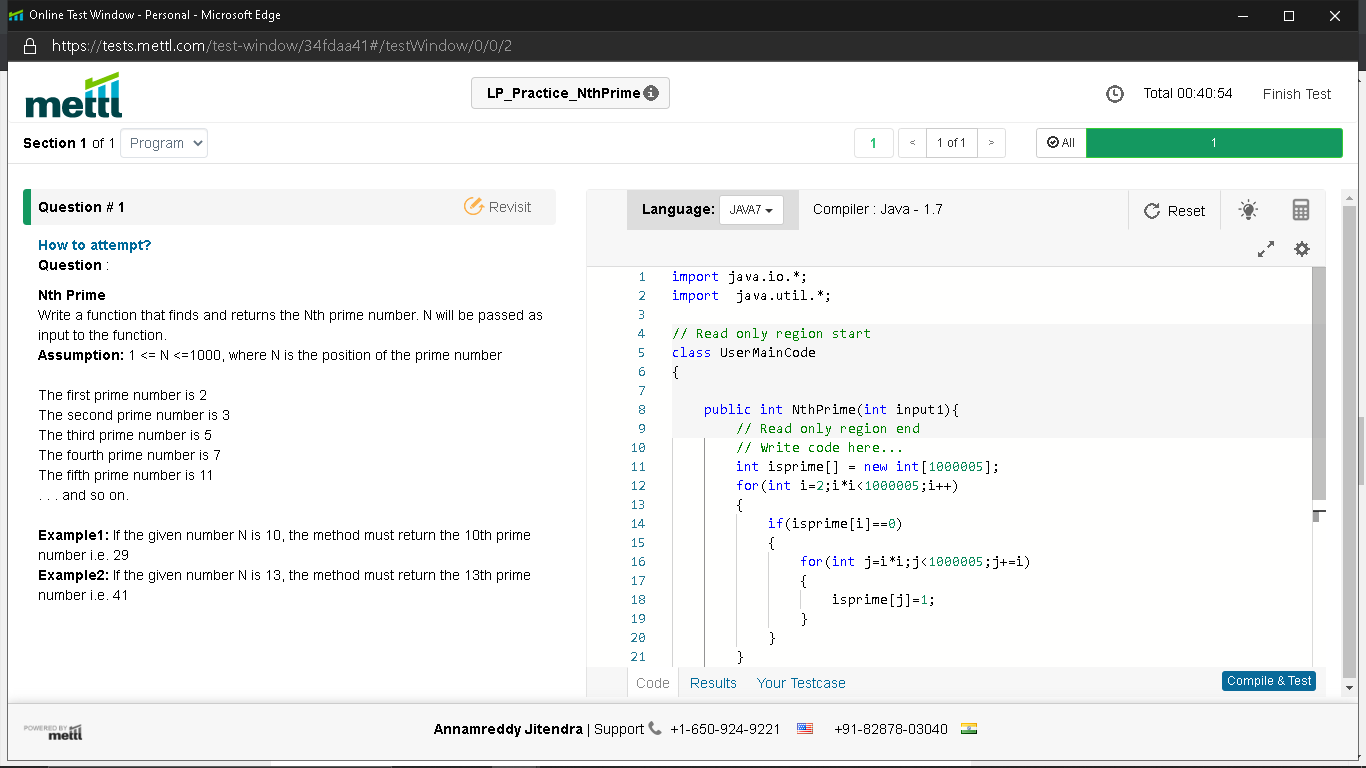 Online Test Window - Personal - Microsoft Edge
https://tests.mettl.com/test-window/34fdaa41#/testWindow/0/0/2
mettl
LP_Practice_NthPrime
Total 00:40:54
Finish Test
Section 1 of 1 Program
1
< 1 of 1 >
All 1
Question # 1
Revisit
How to attempt?
Question :
Nth Prime
Write a function that finds and returns the Nth prime number. N will be passed as
input to the function.
Assumption: 1 <= N <=1000, where N is the position of the prime number
The first prime number is 2
The second prime number is 3
The third prime number is 5
The fourth prime number is 7
The fifth prime number is 11
. . . and so on.
Example1: If the given number N is 10, the method must return the 10th prime
number i.e. 29
Example2: If the given number N is 13, the method must return the 13th prime
number i.e. 41
Language: JAVA7
Compiler : Java - 1.7
Reset
1 import java.io.*;
2 import  java.util.*;
3
4 // Read only region start
5 class UserMainCode
6 {
7
8     public int NthPrime(int input1){
9         // Read only region end
10         // Write code here...
11         int isprime[] = new int[1000005];
12         for(int i=2;i*i<1000005;i++)
13         {
14             if(isprime[i]==0)
15             {
16                 for(int j=i*i;j<1000005;j+=i)
17                 {
18                     isprime[j]=1;
19                 }
20             }
21         }
Code
Results
Your Testcase
Compile & Test
POWERED BY
mettl
Annamreddy Jitendra | Support +1-650-924-9221 +91-82878-03040